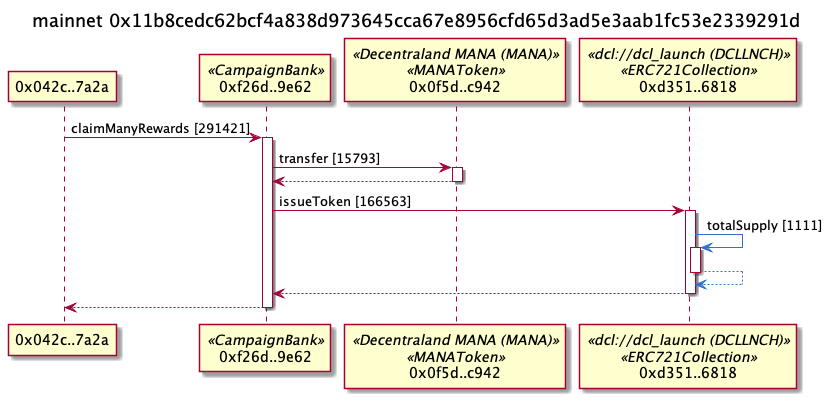 mainnet 0x11b8cedc62bcf4a838d973645cca67e8956cfd65d3ad5e3aab1fc53e2339291d
0x042c..7a2a
«CampaignBank»
0xf26d..9e62
«Decentraland MANA (MANA)»
«MANAToken»
0x0f5d..c942
«dcl://dcl_launch (DCLLNCH)»
«ERC721Collection»
0xd351..6818
claimManyRewards [291421]
transfer [15793]
issueToken [166563]
totalSupply [1111]
0x042c..7a2a
«CampaignBank»
0xf26d..9e62
«Decentraland MANA (MANA)»
«MANAToken»
0x0f5d..c942
«dcl://dcl_launch (DCLLNCH)»
«ERC721Collection»
0xd351..6818